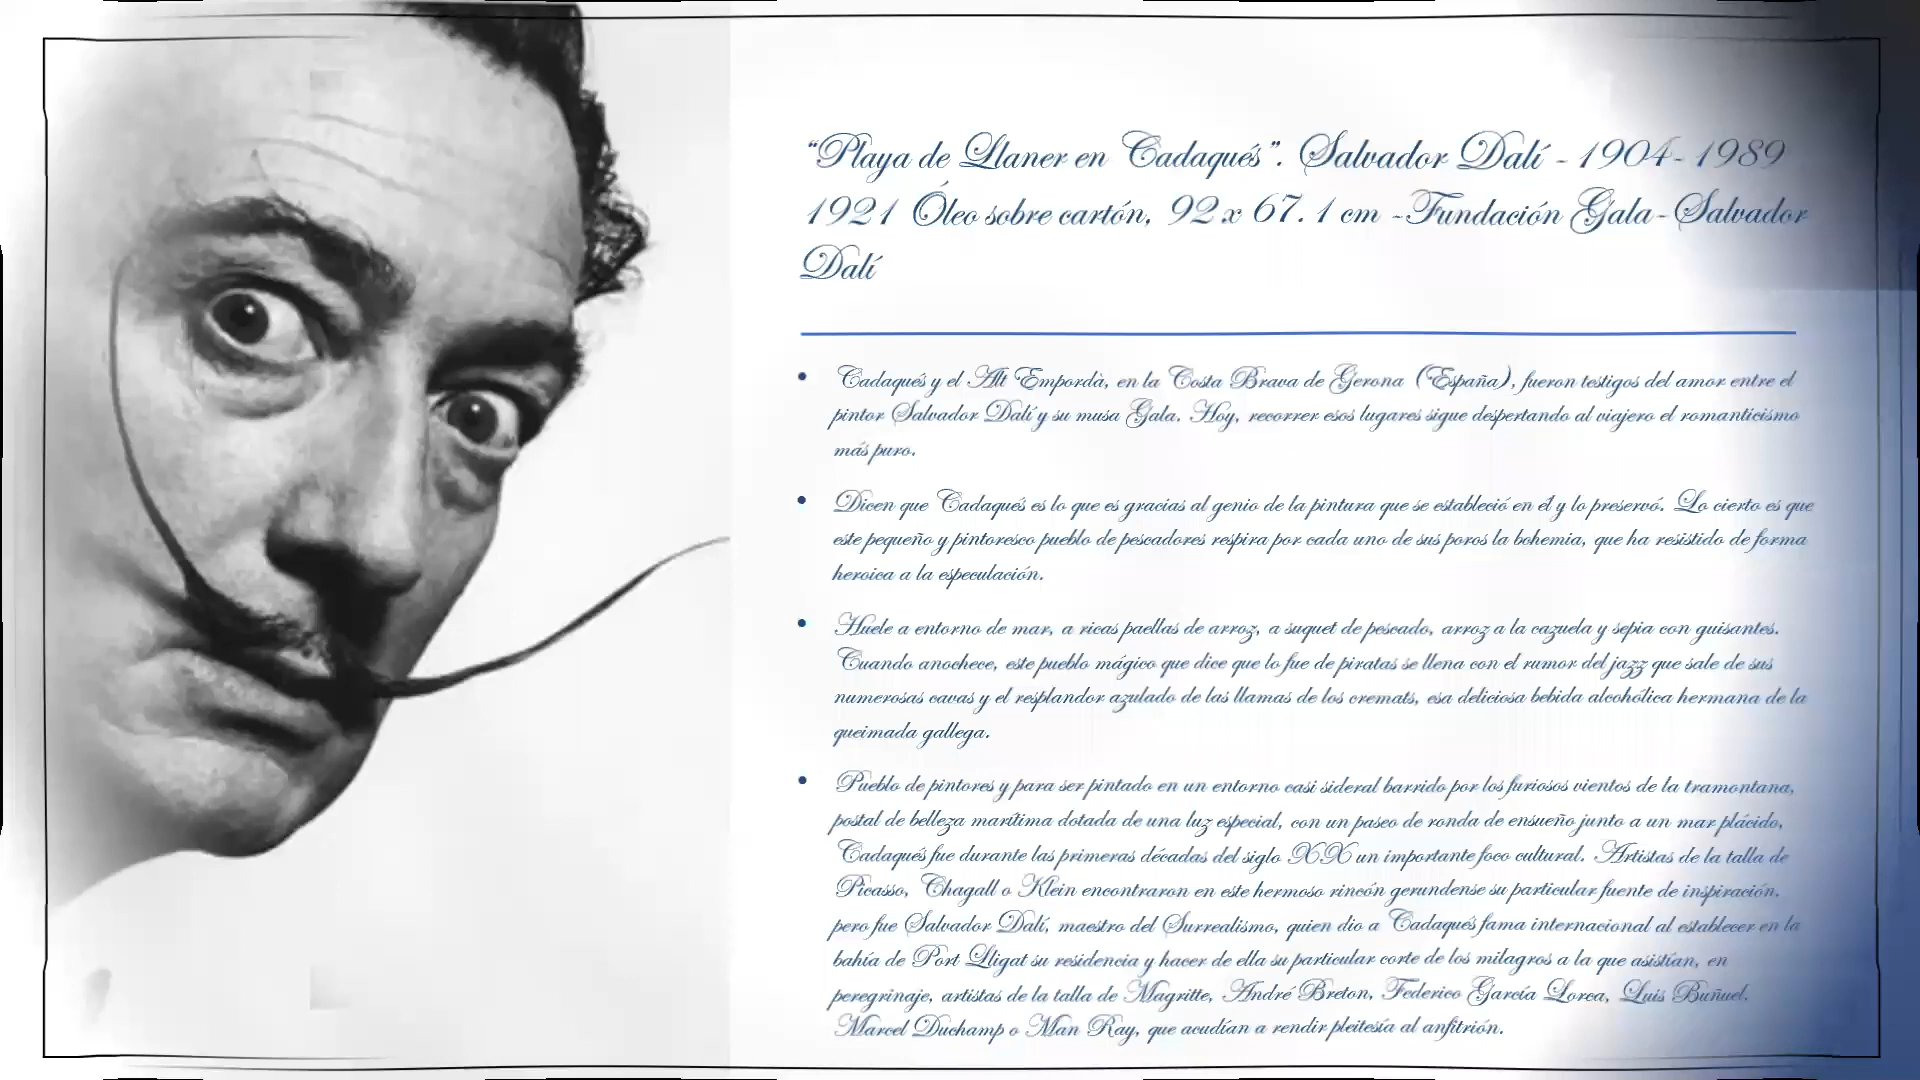 “Playa de Llaner en Cadaqués”. Salvador Dalí - 1904-1989
1921 Óleo sobre cartón, 92 x 67.1 cm -Fundación Gala-Salvador
Dalí
• Cadaqués y el Alt Empordà, en la Costa Brava de Gerona (España), fueron testigos del amor entre el
pintor Salvador Dalí y su musa Gala. Hoy, recorrer esos lugares sigue despertando al viajero el romanticismo
más puro.
• Dicen que Cadaqués es lo que es gracias al genio de la pintura que se estableció en él y lo preservó. Lo cierto es que
este pequeño y pintoresco pueblo de pescadores respira por cada uno de sus poros la bohemia, que ha resistido de forma
heroica a la especulación.
• Huele a entorno de mar, a ricas paellas de arroz, a suquet de pescado, arroz a la cazuela y sepia con guisantes.
Cuando anochece, este pueblo mágico que dice que lo fue de piratas se llena con el rumor del jazz que sale de sus
numerosas cavas y el resplandor azulado de las llamas de los cremats, esa deliciosa bebida alcohólica hermana de la
queimada gallega.
• Pueblo de pintores y para ser pintado en un entorno casi sideral barrido por los furiosos vientos de la tramontana,
postal de belleza marítima dotada de una luz especial, con un paseo de ronda de ensueño junto a un mar plácido,
Cadaqués fue durante las primeras décadas del siglo XX un importante foco cultural. Artistas de la talla de
Picasso, Chagall o Klein encontraron en este hermoso rincón gerundense su particular fuente de inspiración.
pero fue Salvador Dalí, maestro del Surrealismo, quien dio a Cadaqués fama internacional al establecer en la
bahía de Port Lligat su residencia y hacer de ella su particular corte de los milagros a la que asistían, en
peregrinaje, artistas de la talla de Magritte, André Breton, Federico García Lorca, Luis Buñuel.
Marcel Duchamp o Man Ray, que acudían a rendir pleitesía al anfitrión.